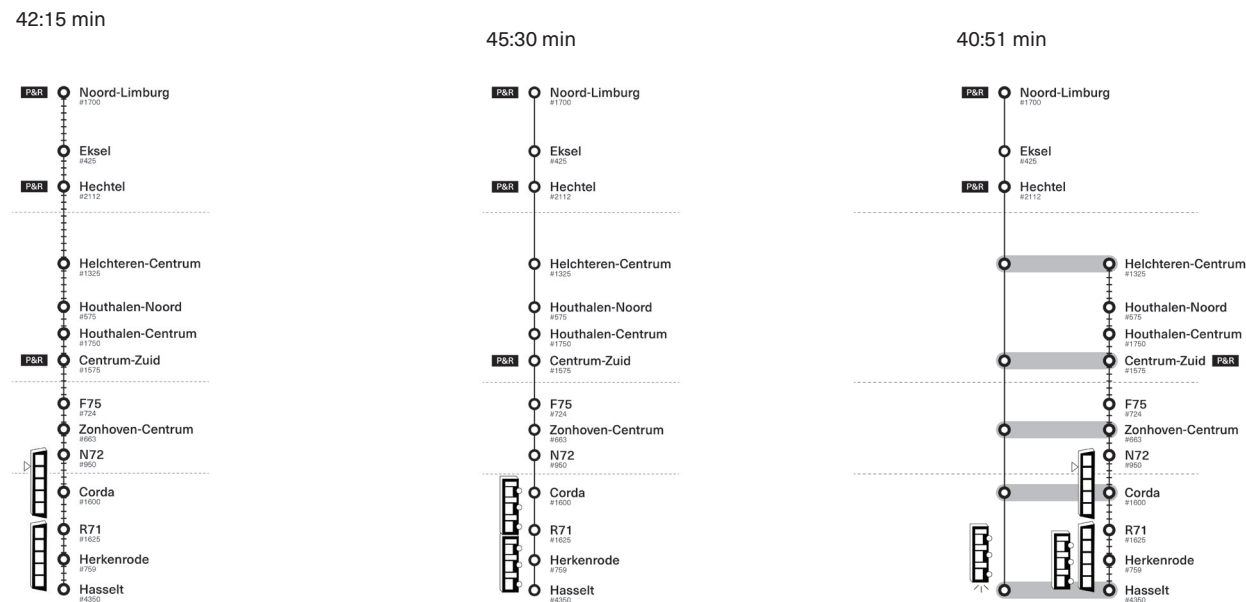 42:15 min
P&R Noord-Limburg
#1700
Eksel
#425
P&R Hechtel
#2112
Helchteren-Centrum
#1325
Houthalen-Noord
#575
Houthalen-Centrum
#1750
P&R Centrum-Zuid
#1575
F75
#724
Zonhoven-Centrum
#663
N72
#950
Corda
#1600
R71
#1625
Herkenrode
#759
Hasselt
#4350
45:30 min
P&R Noord-Limburg
#1700
Eksel
#425
P&R Hechtel
#2112
Helchteren-Centrum
#1325
Houthalen-Noord
#575
Houthalen-Centrum
#1750
P&R Centrum-Zuid
#1575
F75
#724
Zonhoven-Centrum
#663
N72
#950
Corda
#1600
R71
#1625
Herkenrode
#759
Hasselt
#4350
40:51 min
P&R Noord-Limburg
#1700
Eksel
#425
P&R Hechtel
#2112
Helchteren-Centrum
#1325
Houthalen-Noord
#575
Houthalen-Centrum
#1750
Centrum-Zuid P&R
#1575
F75
#724
Zonhoven-Centrum
#663
N72
#950
Corda
#1600
R71
#1625
Herkenrode
#759
Hasselt
#4350